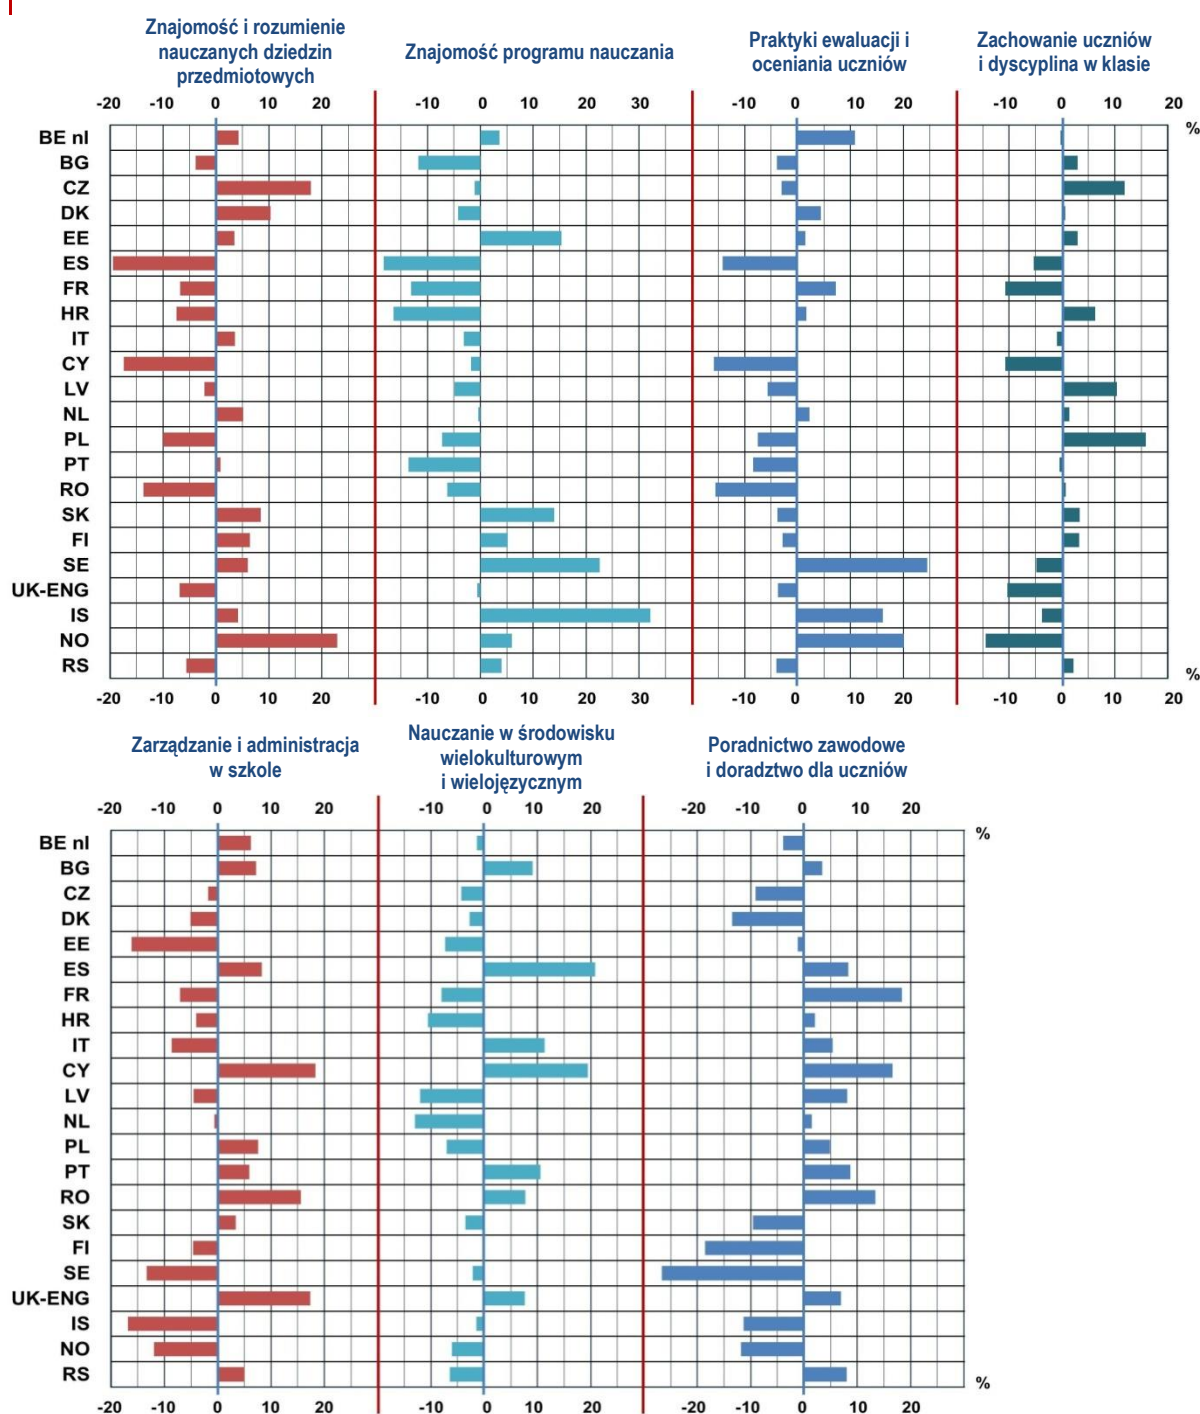 Znajomość i rozumienie
nauczanych dziedzin
przedmiotowych
Znajomość programu nauczania
Praktyki ewaluacji i
oceniania uczniów
Zachowanie uczniów
i dyscyplina w klasie
-20 -10 0 10 20 -10 0 10 20 30 -10 0 10 20 -10 0 10 20
%
BE nl
BG
CZ
DK
EE
ES
FR
HR
IT
CY
LV
NL
PL
PT
RO
SK
FI
SE
UK-ENG
IS
NO
RS
%
-20 -10 0 10 20 -10 0 10 20 30 -10 0 10 20 -10 0 10 20
Zarządzanie i administracja
w szkole
Nauczanie w środowisku
wielokulturowym
i wielojęzycznym
Poradnictwo zawodowe
i doradztwo dla uczniów
-20 -10 0 10 20 -10 0 10 20 -20 -10 0 10 20
%
BE nl
BG
CZ
DK
EE
ES
FR
HR
IT
CY
LV
NL
PL
PT
RO
SK
FI
SE
UK-ENG
IS
NO
RS
%
-20 -10 0 10 20 -10 0 10 20 -20 -10 0 10 20